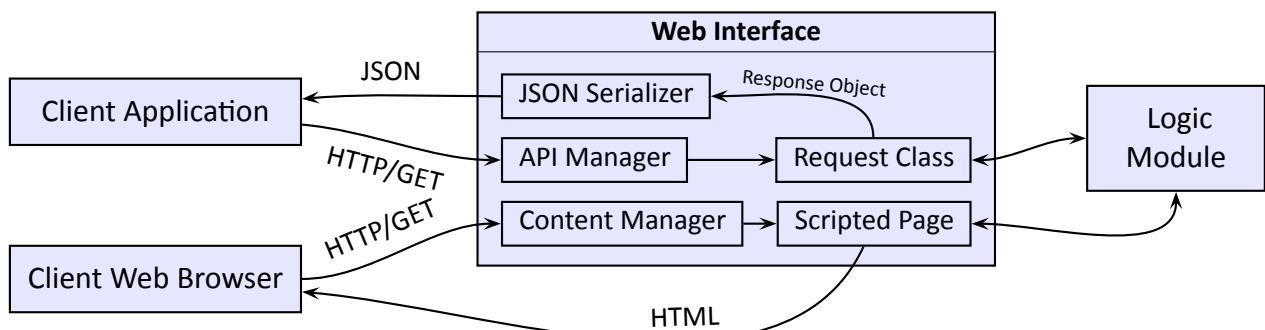 Web Interface
JSON
Client Application
JSON Serializer
Response Object
Logic
Module
HTTP/GET
API Manager
Request Class
HTTP/GET
Content Manager
Scripted Page
Client Web Browser
HTML